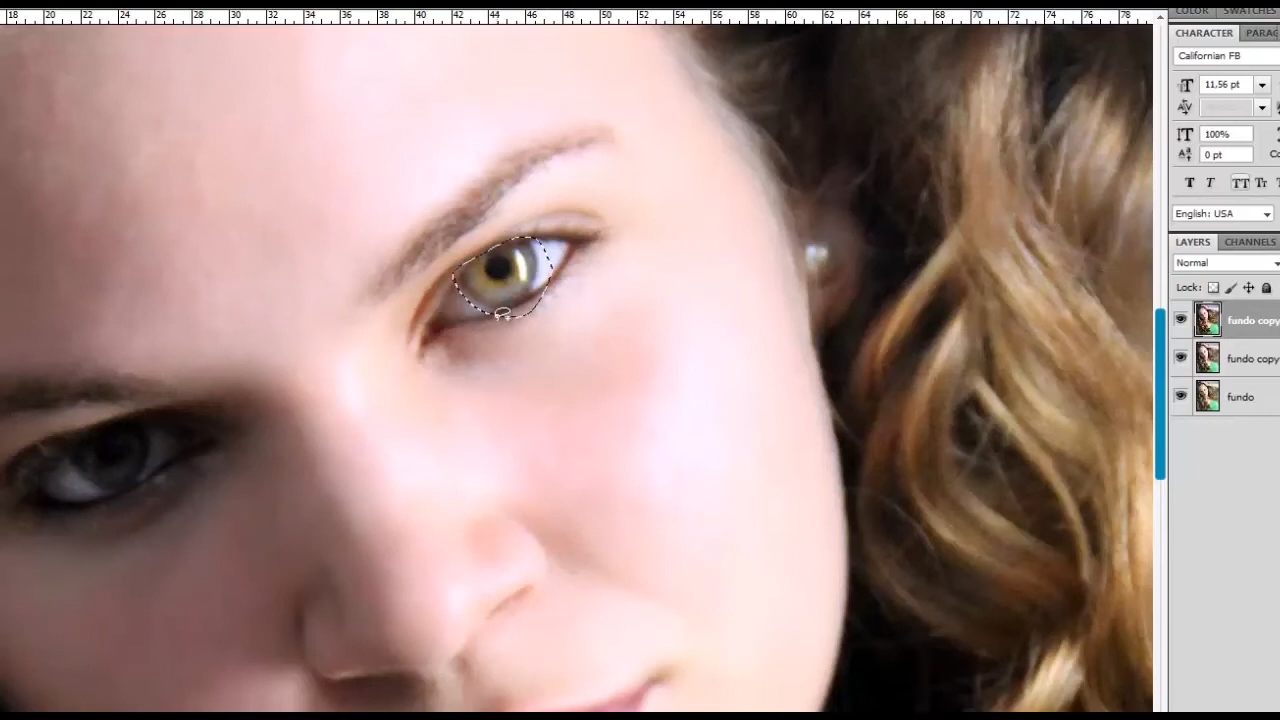 18 20 22 24 26 28 30 32 34 36 38 40 42 44 46 48 50 52 54 56 58 60 62 64 66 68 70 72 74 76 78
COLOR SWATCHES
CHARACTER PARAG
Californian FB
11,56 pt
100%
0 pt
Co
T T TT Tr T
English: USA
LAYERS CHANNELS
Normal
Lock:
fundo copy
fundo copy
fundo